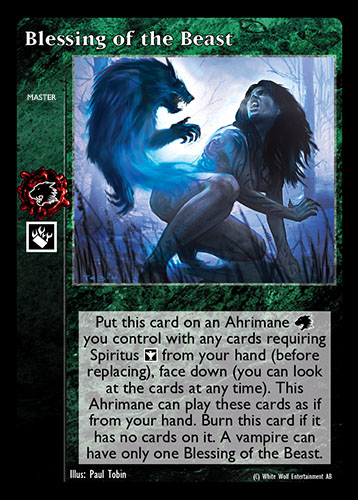 Blessing of the Beast
MASTER
Put this card on an Ahrimane
you control with any cards requiring
Spiritus from your hand (before
replacing), face down (you can look
at the cards at any time). This
Ahrimane can play these cards as if
from your hand. Burn this card if it
has no cards on it. A vampire can
have only one Blessing of the Beast.
Illus: Paul Tobin
(C) White Wolf Entertainment AB